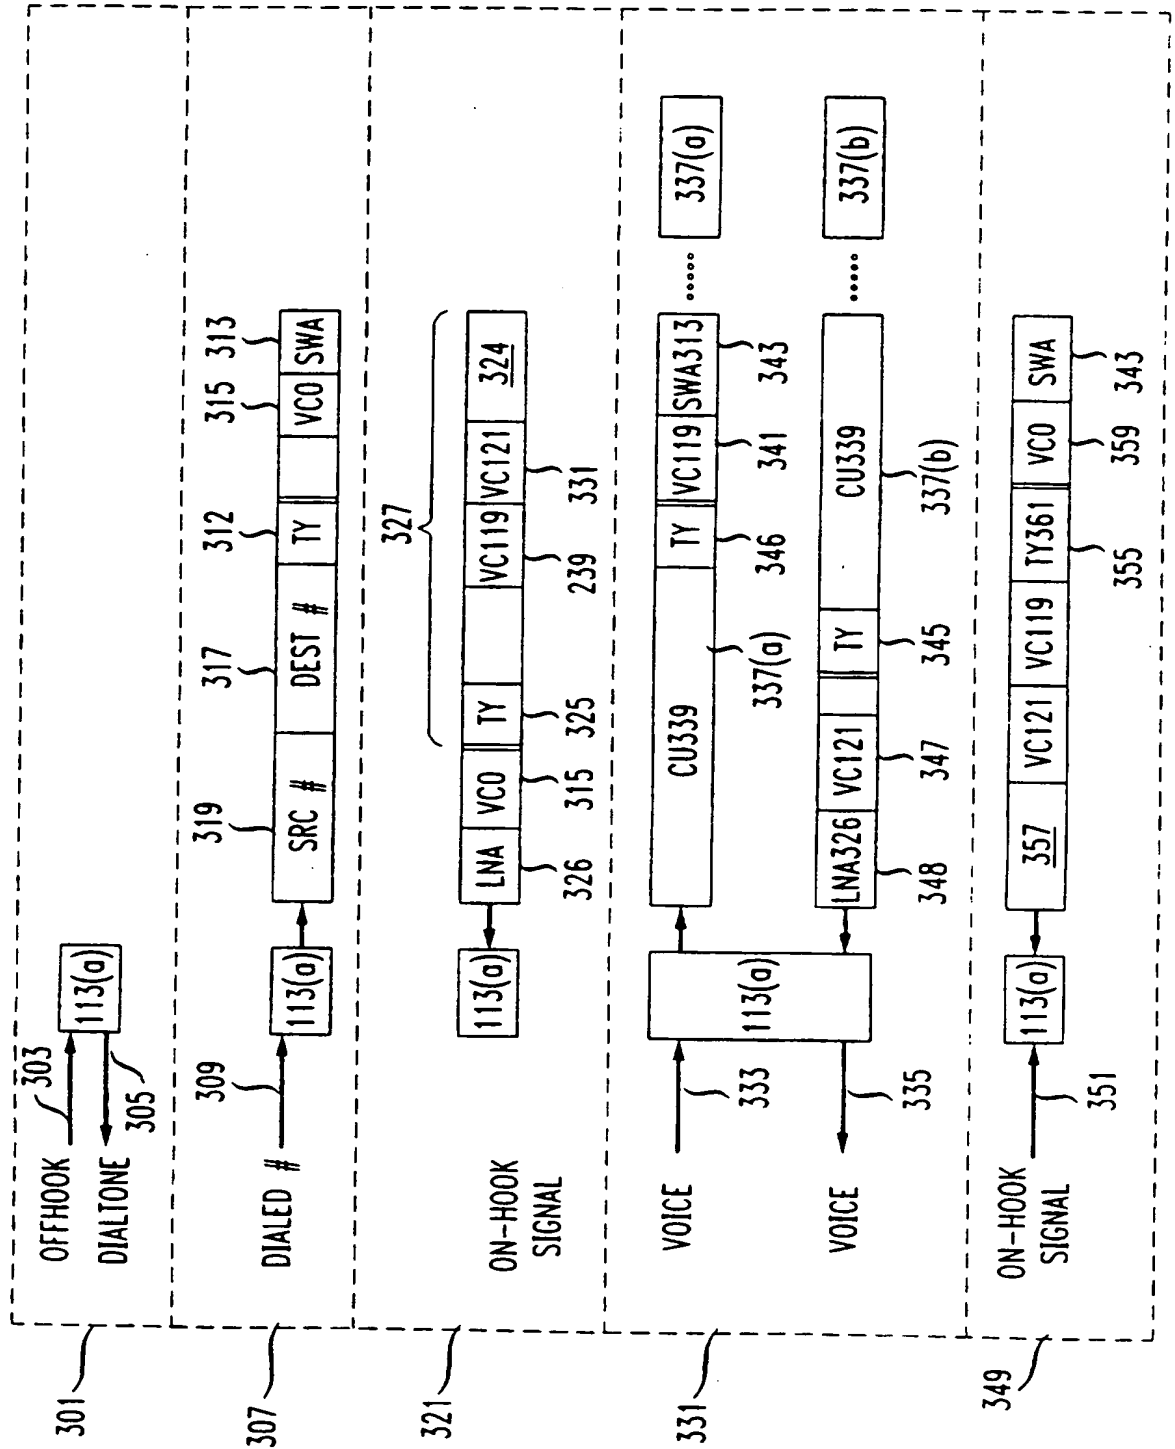 301
OFFHOOK
303
113(a)
DIALTONE
305
307
DIALED #
309
113(a)
319
317
312
315
313
SRC #
DEST #
TY
VC0
SWA
321
ON-HOOK
SIGNAL
113(a)
327
LNA
VC0
TY
VC119
VC121
324
326
315
325
239
331
331
VOICE
333
113(a)
CU339
TY
VC119
SWA313
337(a)
337(a)
346
341
343
VOICE
335
LNA326
VC121
TY
CU339
337(b)
348
347
345
337(b)
349
ON-HOOK
SIGNAL
351
113(a)
357
VC121
VC119
TY361
VC0
SWA
355
359
343